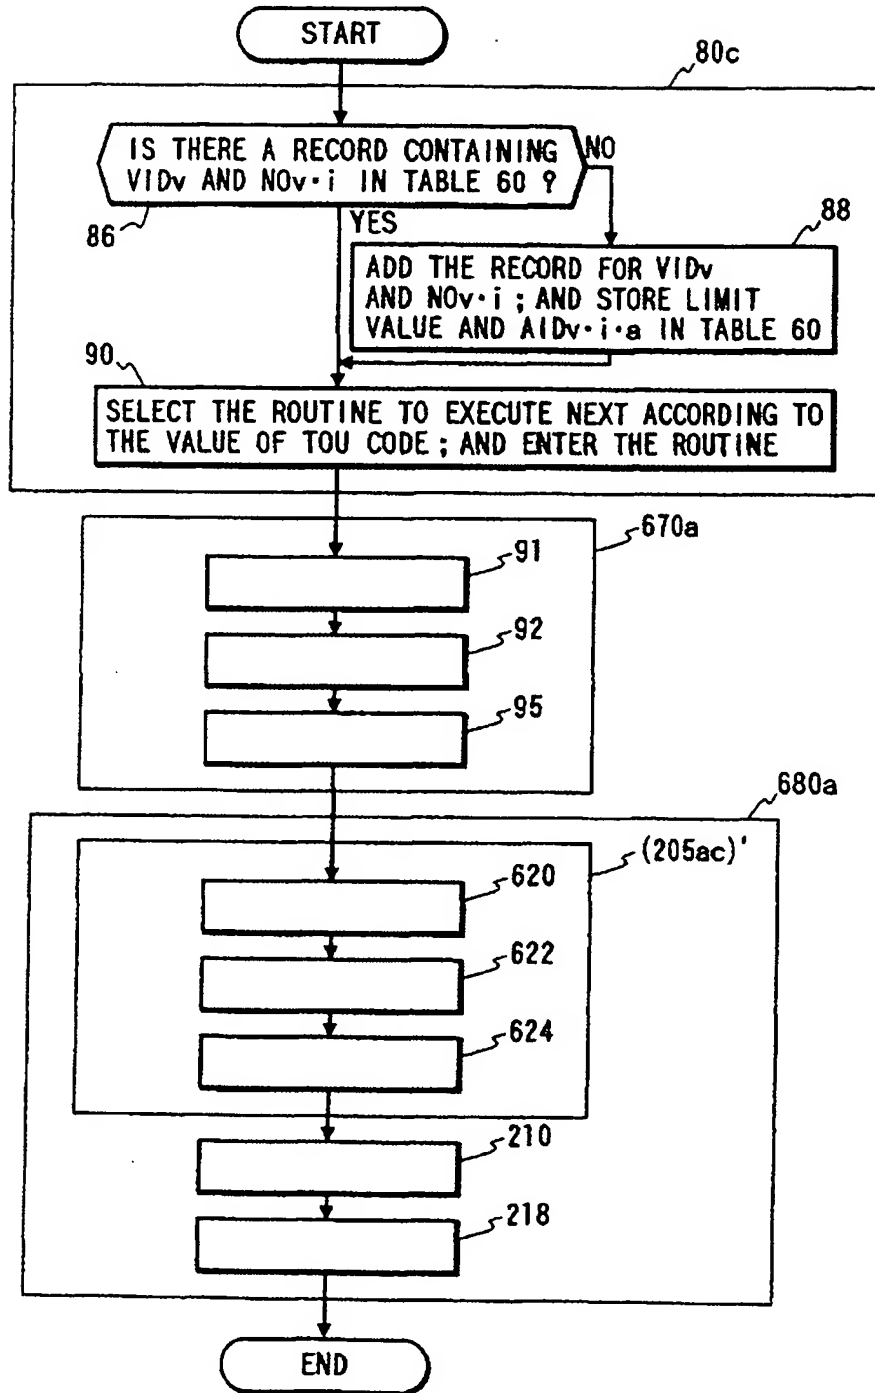 START
80c
IS THERE A RECORD CONTAINING
VIDv AND NOv·i IN TABLE 60 ?
NO
86
YES
88
ADD THE RECORD FOR VIDv
AND NOv·i ; AND STORE LIMIT
VALUE AND AIDv·i·a IN TABLE 60
90
SELECT THE ROUTINE TO EXECUTE NEXT ACCORDING TO
THE VALUE OF TOU CODE ; AND ENTER THE ROUTINE
670a
91
92
95
680a
(205ac)'
620
622
624
210
218
END